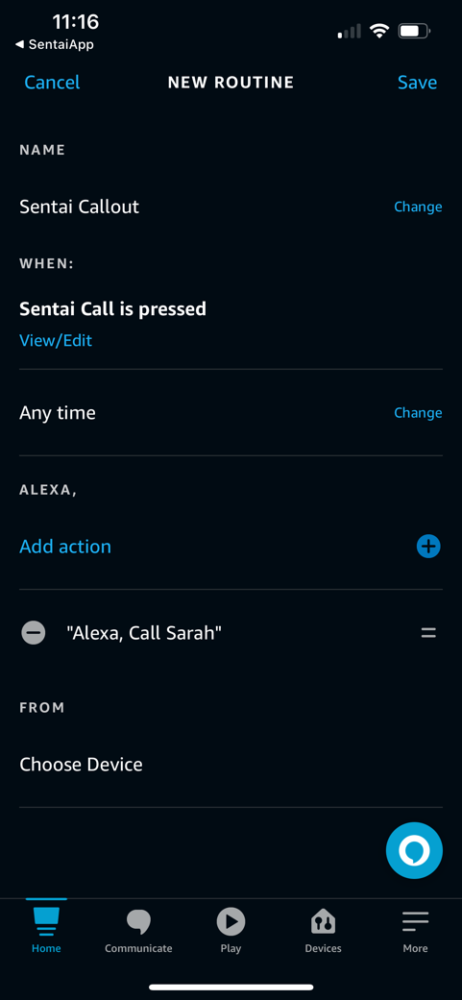 11:16
SentaiApp
Cancel NEW ROUTINE Save
NAME
Sentai Callout Change
WHEN:
Sentai Call is pressed
View/Edit
Any time Change
ALEXA,
Add action
"Alexa, Call Sarah"
FROM
Choose Device
Home Communicate Play Devices More